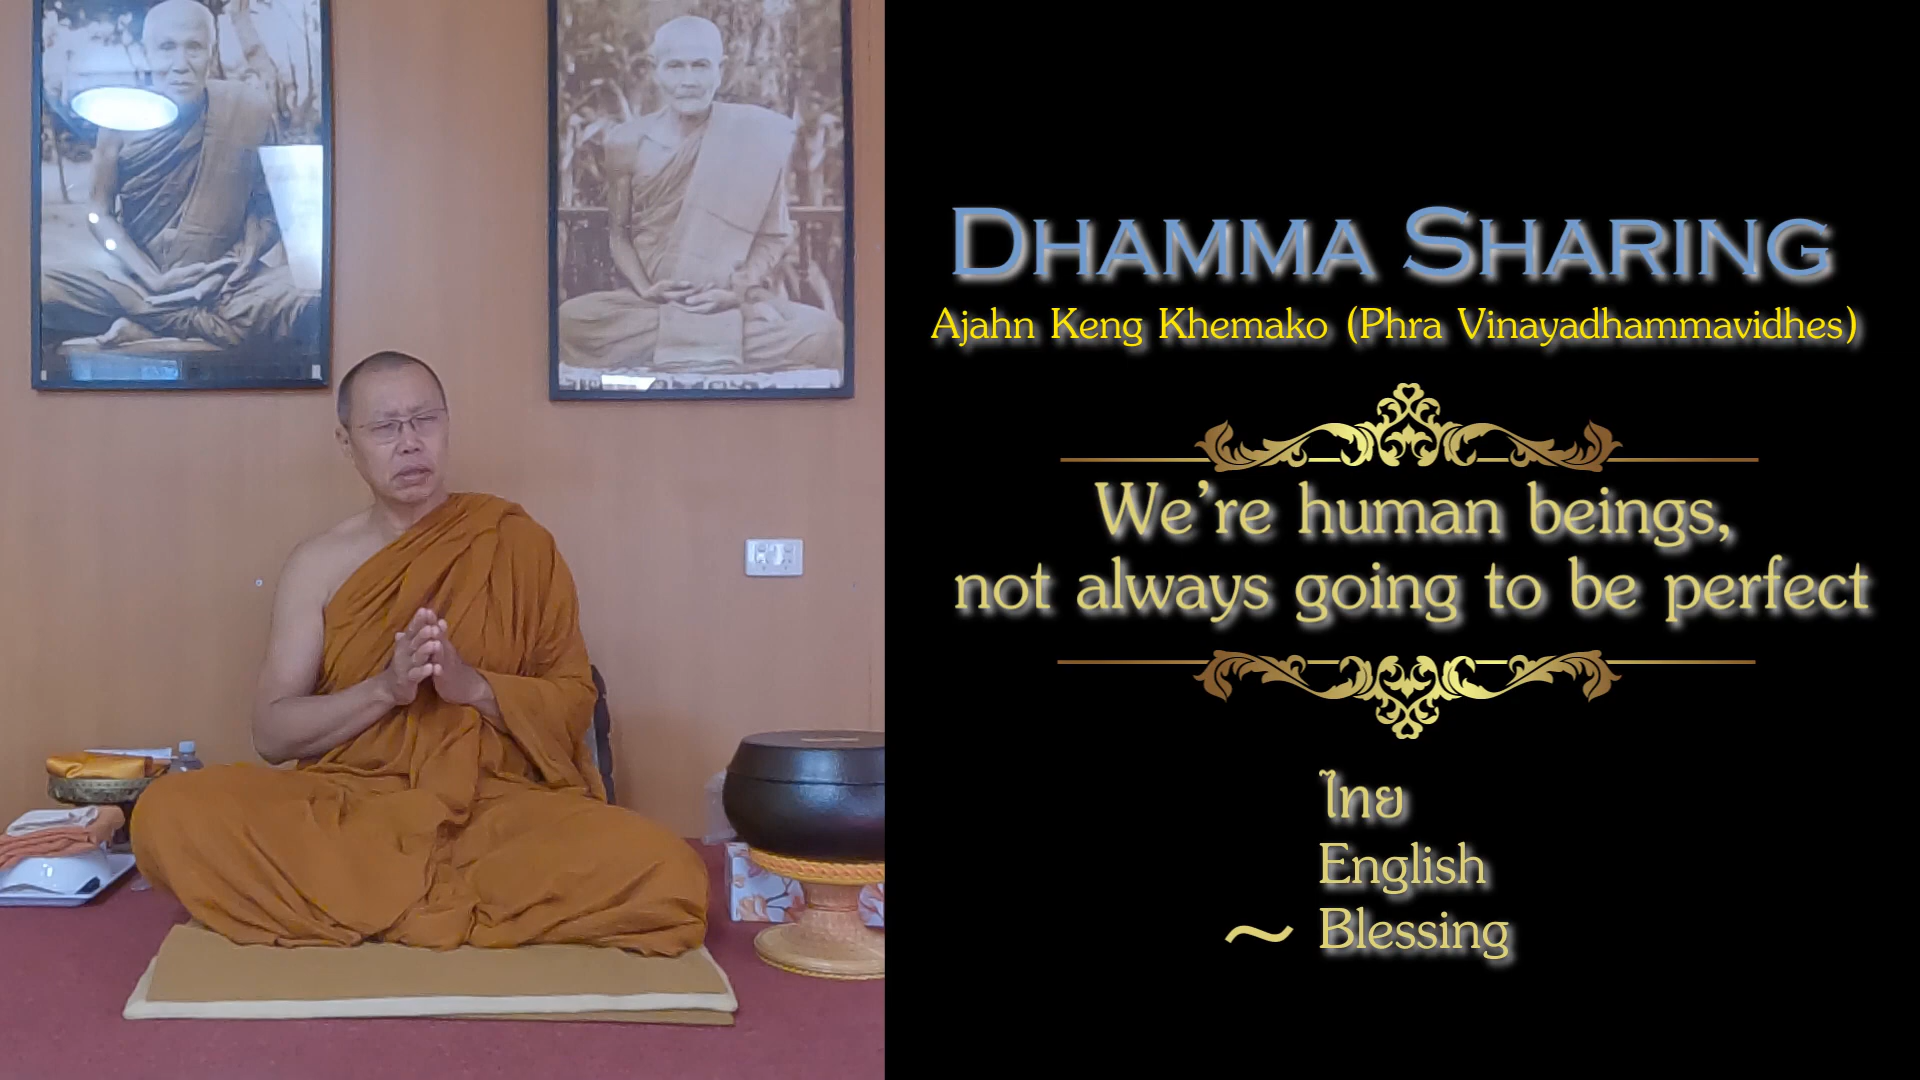 Dhamma Sharing
Ajahn Keng Khemako (Phra Vinayadhammavidhes)
We’re human beings,
not always going to be perfect
ไทย
English
~ Blessing